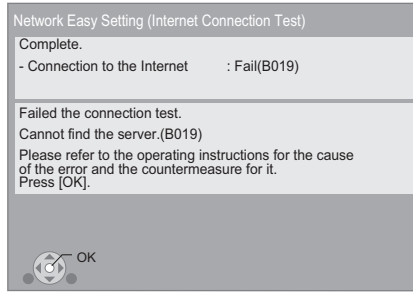 Network Easy Setting (Internet Connection Test)
Complete.
- Connection to the Internet : Fail(B019)
Failed the connection test.
Cannot find the server.(B019)
Please refer to the operating instructions for the cause
of the error and the countermeasure for it.
Press [OK].
OK